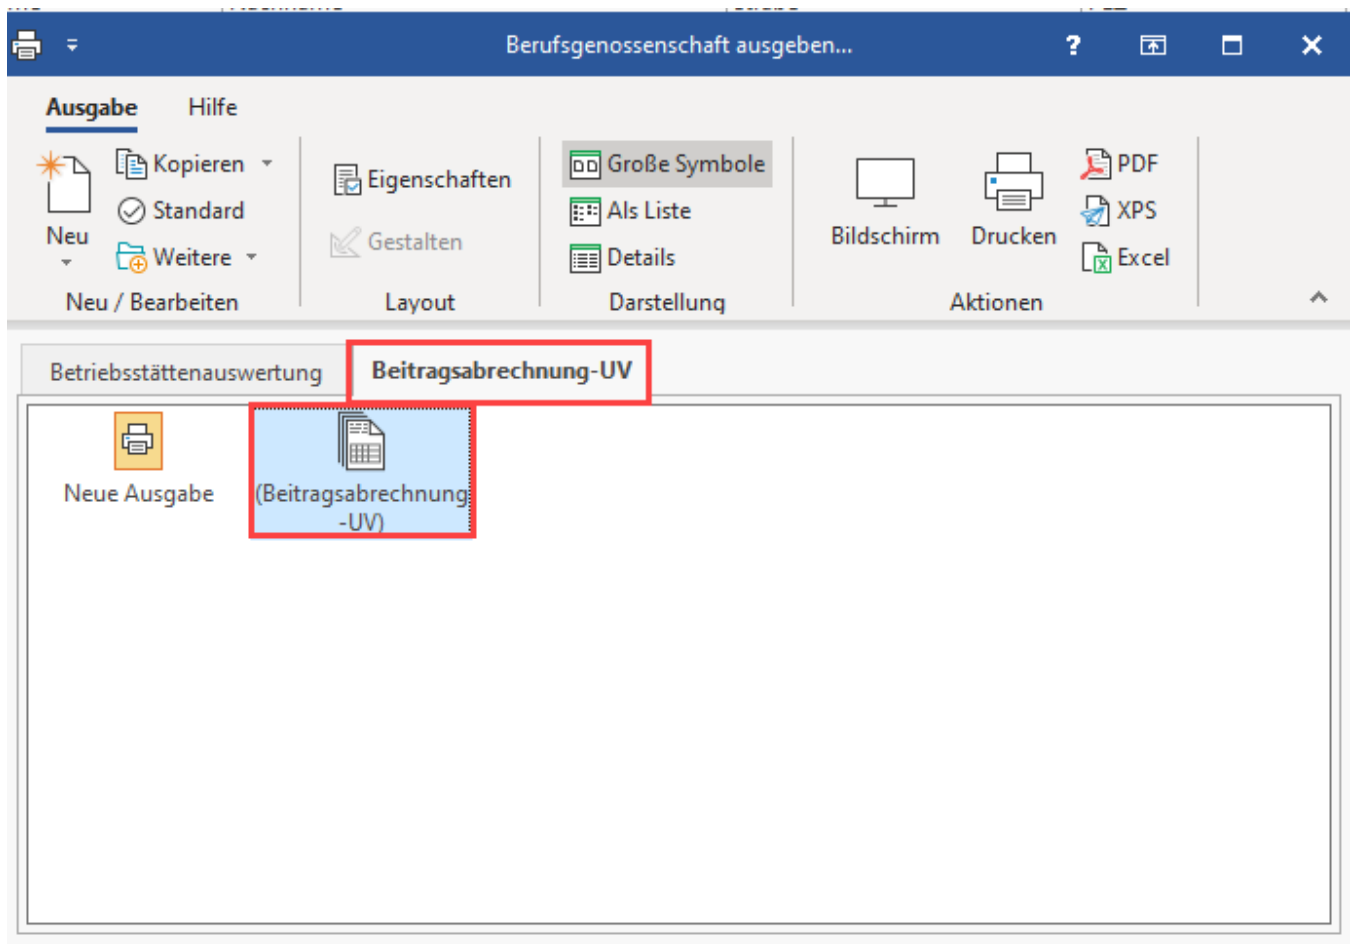 Berufsgenossenschaft ausgeben...
?
Ausgabe Hilfe
Neu
Kopieren
Standard
Weitere
Neu / Bearbeiten
Eigenschaften
Gestalten
Layout
Große Symbole
Als Liste
Details
Darstellung
Bildschirm
Drucken
PDF
XPS
Excel
Aktionen
Betriebsstättenauswertung Beitragsabrechnung-UV
Neue Ausgabe
(Beitragsabrechnung
-UV)